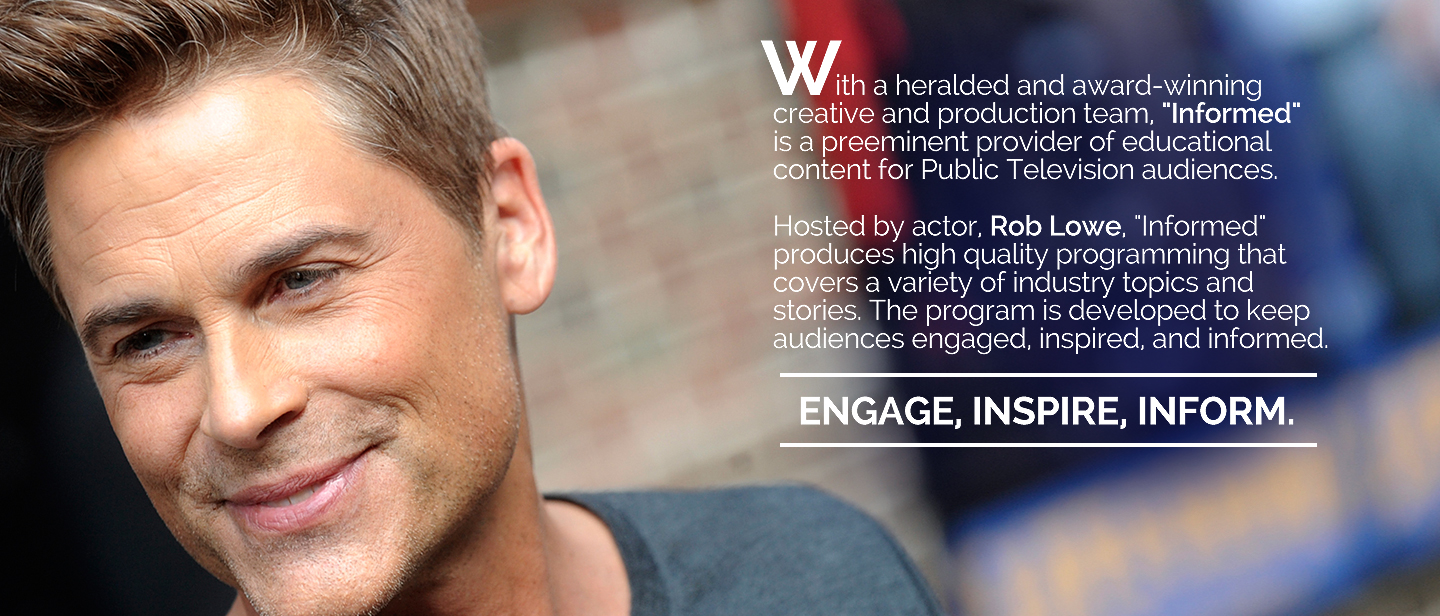 With a heralded and award-winning
creative and production team, "Informed"
is a preeminent provider of educational
content for Public Television audiences.
Hosted by actor, Rob Lowe, "Informed"
produces high quality programming that
covers a variety of industry topics and
stories. The program is developed to keep
audiences engaged, inspired, and informed.
ENGAGE, INSPIRE, INFORM.